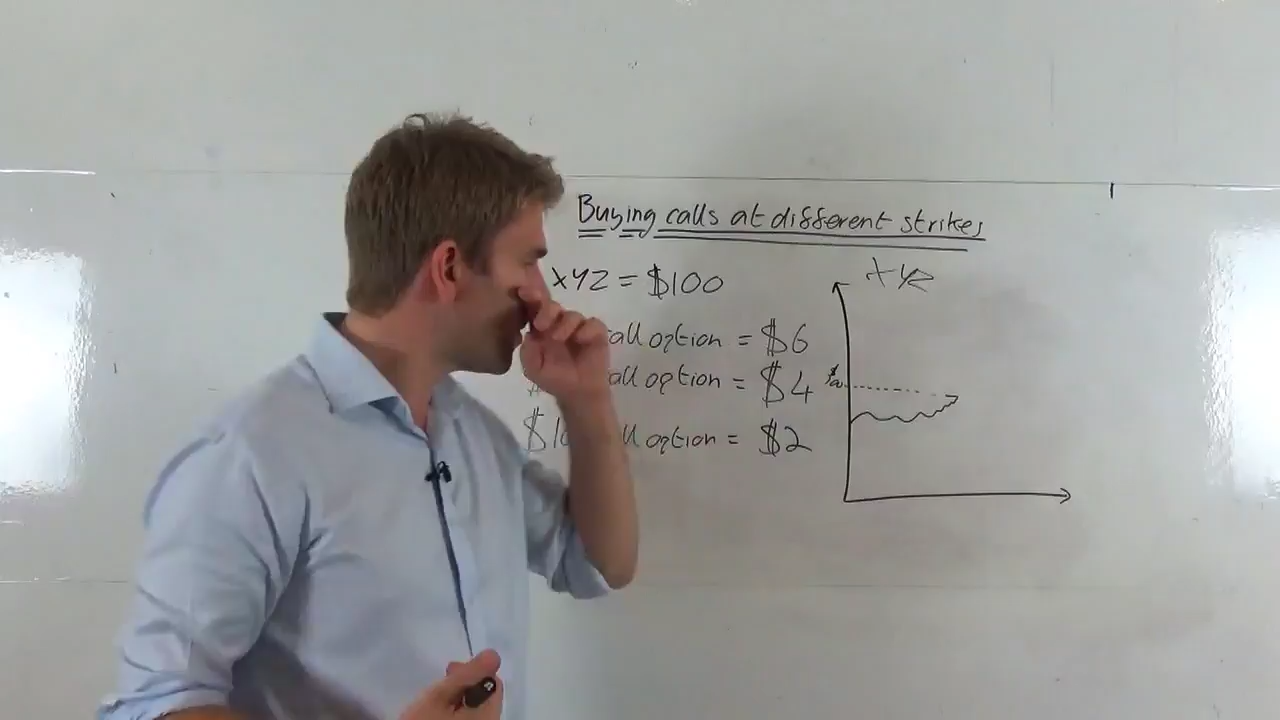 Buying calls at different strikes
XYZ = $100
XYZ
all option = $6
all option = $4
$10 ll option = $2